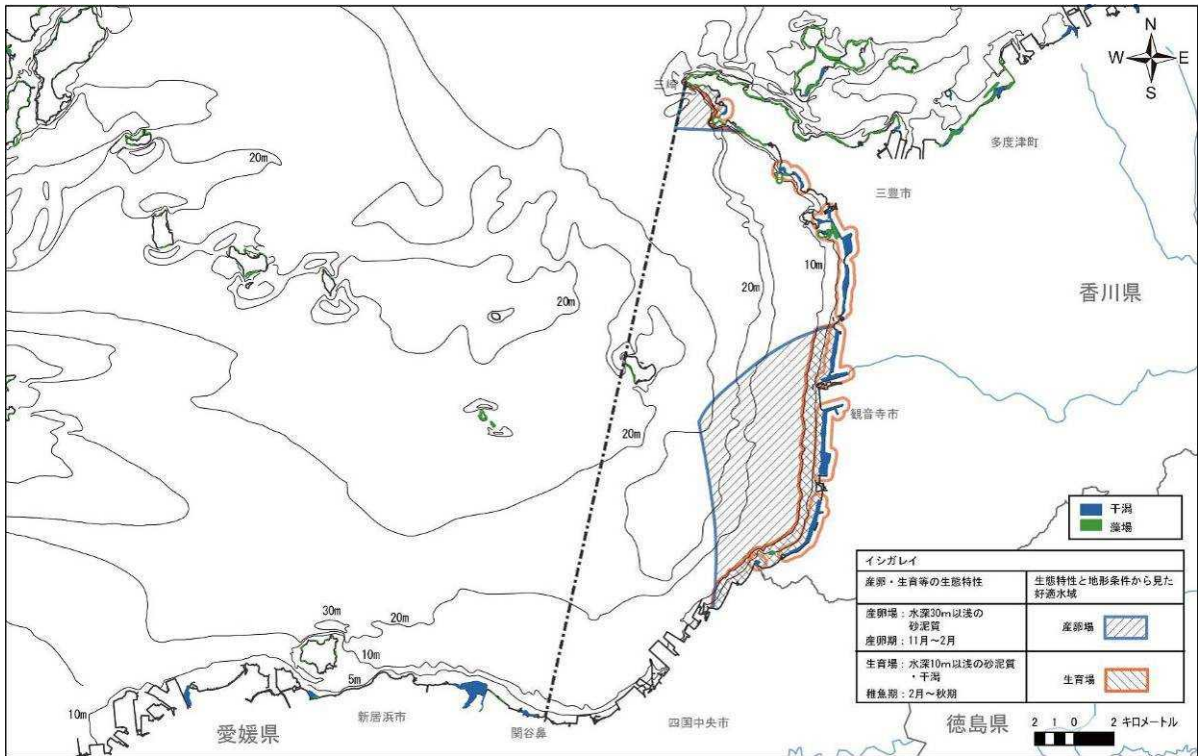 N
W E
S
三崎
多度津町
20m
三豊市
10m
20m
20m
香川県
20m
観音寺市
干潟
藻場
イシガレイ
産卵・生育等の生態特性
生態特性と地形条件から見た
好適水域
産卵場：水深30m以浅の
砂泥質
産卵期：11月～2月
産卵場
生育場：水深10m以浅の砂泥質
・干潟
稚魚期：2月～秋期
生育場
30m
20m
10m
5m
10m
新居浜市
関谷鼻
四国中央市
愛媛県
徳島県
2 1 0 2 キロメートル